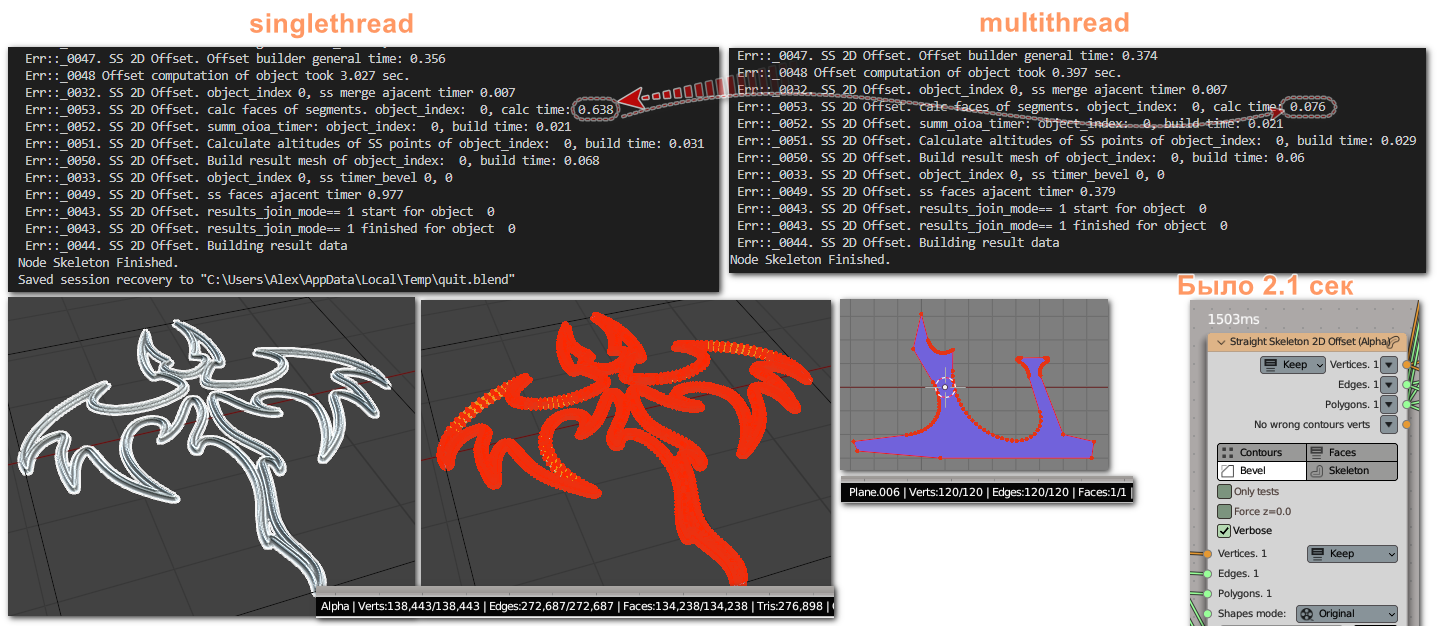 singlethread
multithread
Err::_0047. SS 2D Offset. Offset builder general time: 0.356
Err::_0048 Offset computation of object took 3.027 sec.
Err::_0032. SS 2D Offset. object_index 0, ss merge ajacent timer 0.007
Err::_0053. SS 2D Offset. calc faces of segments. object_index:  0, calc time: 0.638
Err::_0052. SS 2D Offset. summ_oioa_timer: object_index:  0, build time: 0.021
Err::_0051. SS 2D Offset. Calculate altitudes of SS points of object_index:  0, build time: 0.031
Err::_0050. SS 2D Offset. Build result mesh of object_index:  0, build time: 0.068
Err::_0033. SS 2D Offset. object_index 0, ss timer_bevel 0, 0
Err::_0049. SS 2D Offset. ss faces ajacent timer 0.977
Err::_0043. SS 2D Offset. results_join_mode== 1 start for object  0
Err::_0043. SS 2D Offset. results_join_mode== 1 finished for object  0
Err::_0044. SS 2D Offset. Building result data
Node Skeleton Finished.
Saved session recovery to "C:\Users\Alex\AppData\Local\Temp\quit.blend"
Err::_0047. SS 2D Offset. Offset builder general time: 0.374
Err::_0048 Offset computation of object took 0.397 sec.
Err::_0032. SS 2D Offset. object_index 0, ss merge ajacent timer 0.007
Err::_0053. SS 2D Offset. calc faces of segments. object_index:  0, calc time: 0.076
Err::_0052. SS 2D Offset. summ_oioa_timer: object_index:  0, build time: 0.021
Err::_0051. SS 2D Offset. Calculate altitudes of SS points of object_index:  0, build time: 0.029
Err::_0050. SS 2D Offset. Build result mesh of object_index:  0, build time: 0.06
Err::_0033. SS 2D Offset. object_index 0, ss timer_bevel 0, 0
Err::_0049. SS 2D Offset. ss faces ajacent timer 0.379
Err::_0043. SS 2D Offset. results_join_mode== 1 start for object  0
Err::_0043. SS 2D Offset. results_join_mode== 1 finished for object  0
Err::_0044. SS 2D Offset. Building result data
Node Skeleton Finished.
Alpha | Verts:138,443/138,443 | Edges:272,687/272,687 | Faces:134,238/134,238 | Tris:276,898 |
Plane.006 | Verts:120/120 | Edges:120/120 | Faces:1/1 |
Было 2.1 сек
1503ms
Straight Skeleton 2D Offset (Alpha)
Keep Vertices. 1
Edges. 1
Polygons. 1
No wrong contours verts
Contours Faces
Bevel Skeleton
Only tests
Force z=0.0
Verbose
Vertices. 1 Keep
Edges. 1
Polygons. 1
Shapes mode: Original